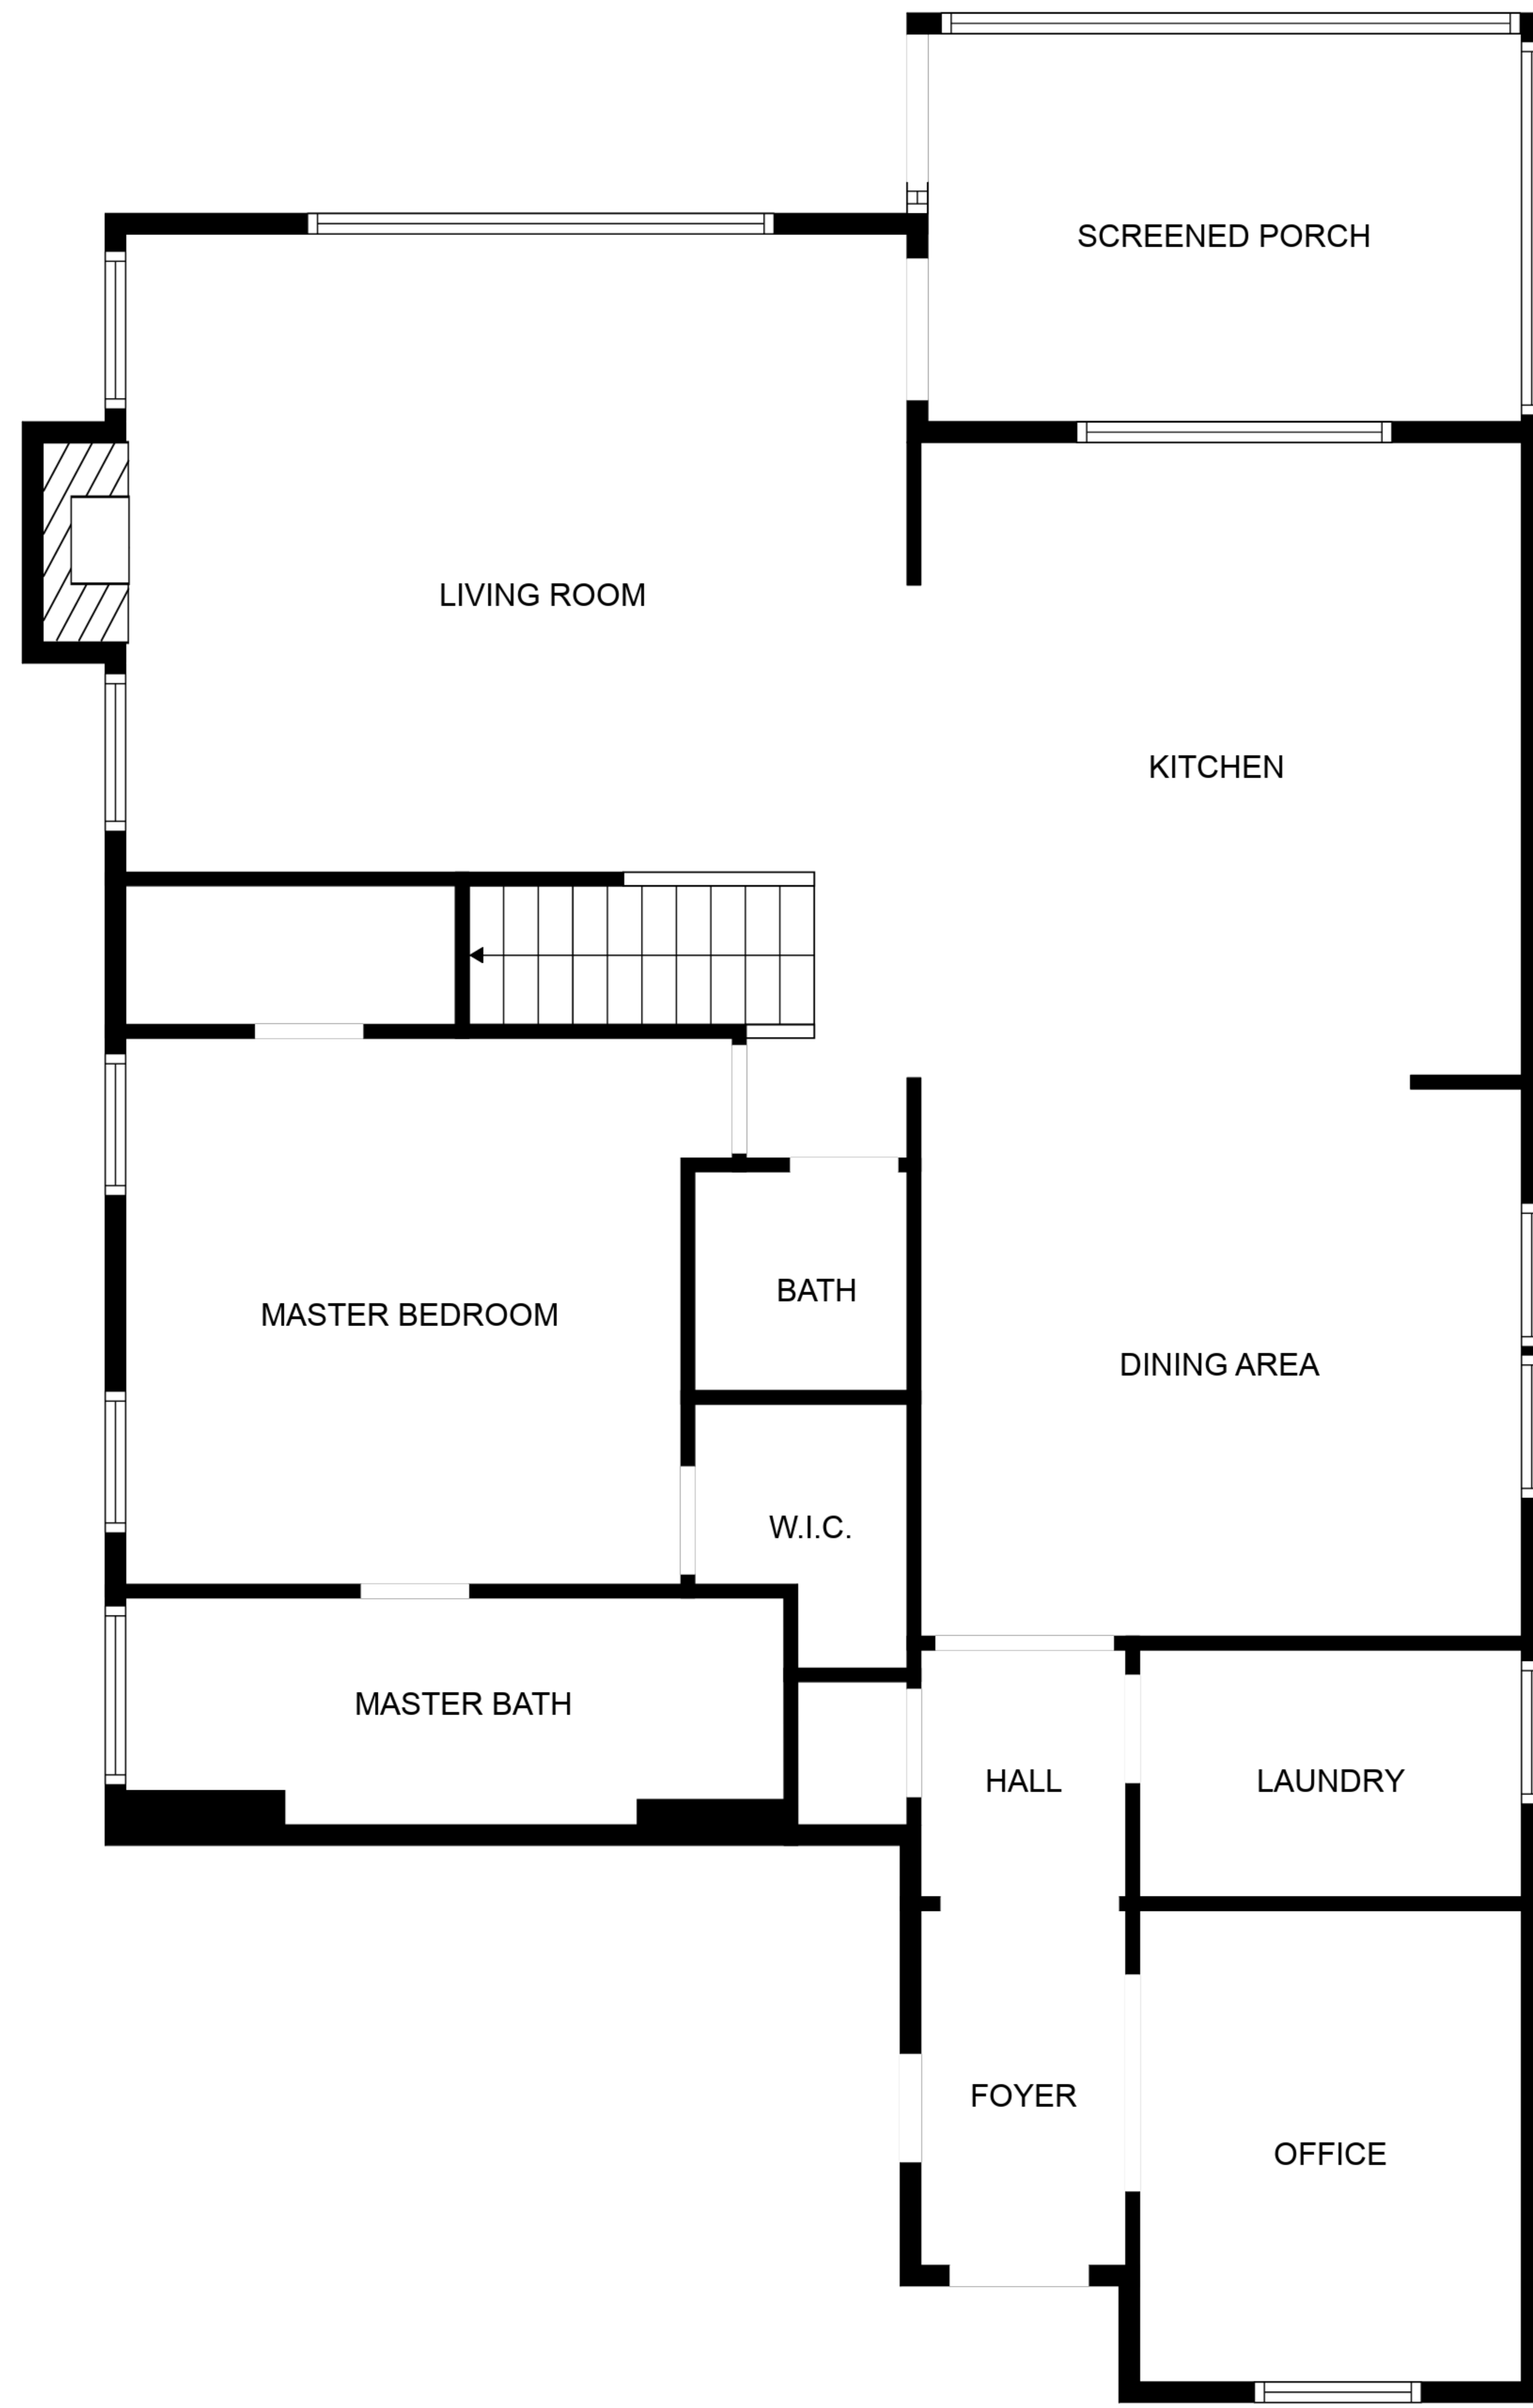 SCREENED PORCH
LIVING ROOM
KITCHEN
BATH
MASTER BEDROOM
DINING AREA
W.I.C.
MASTER BATH
HALL
LAUNDRY
FOYER
OFFICE